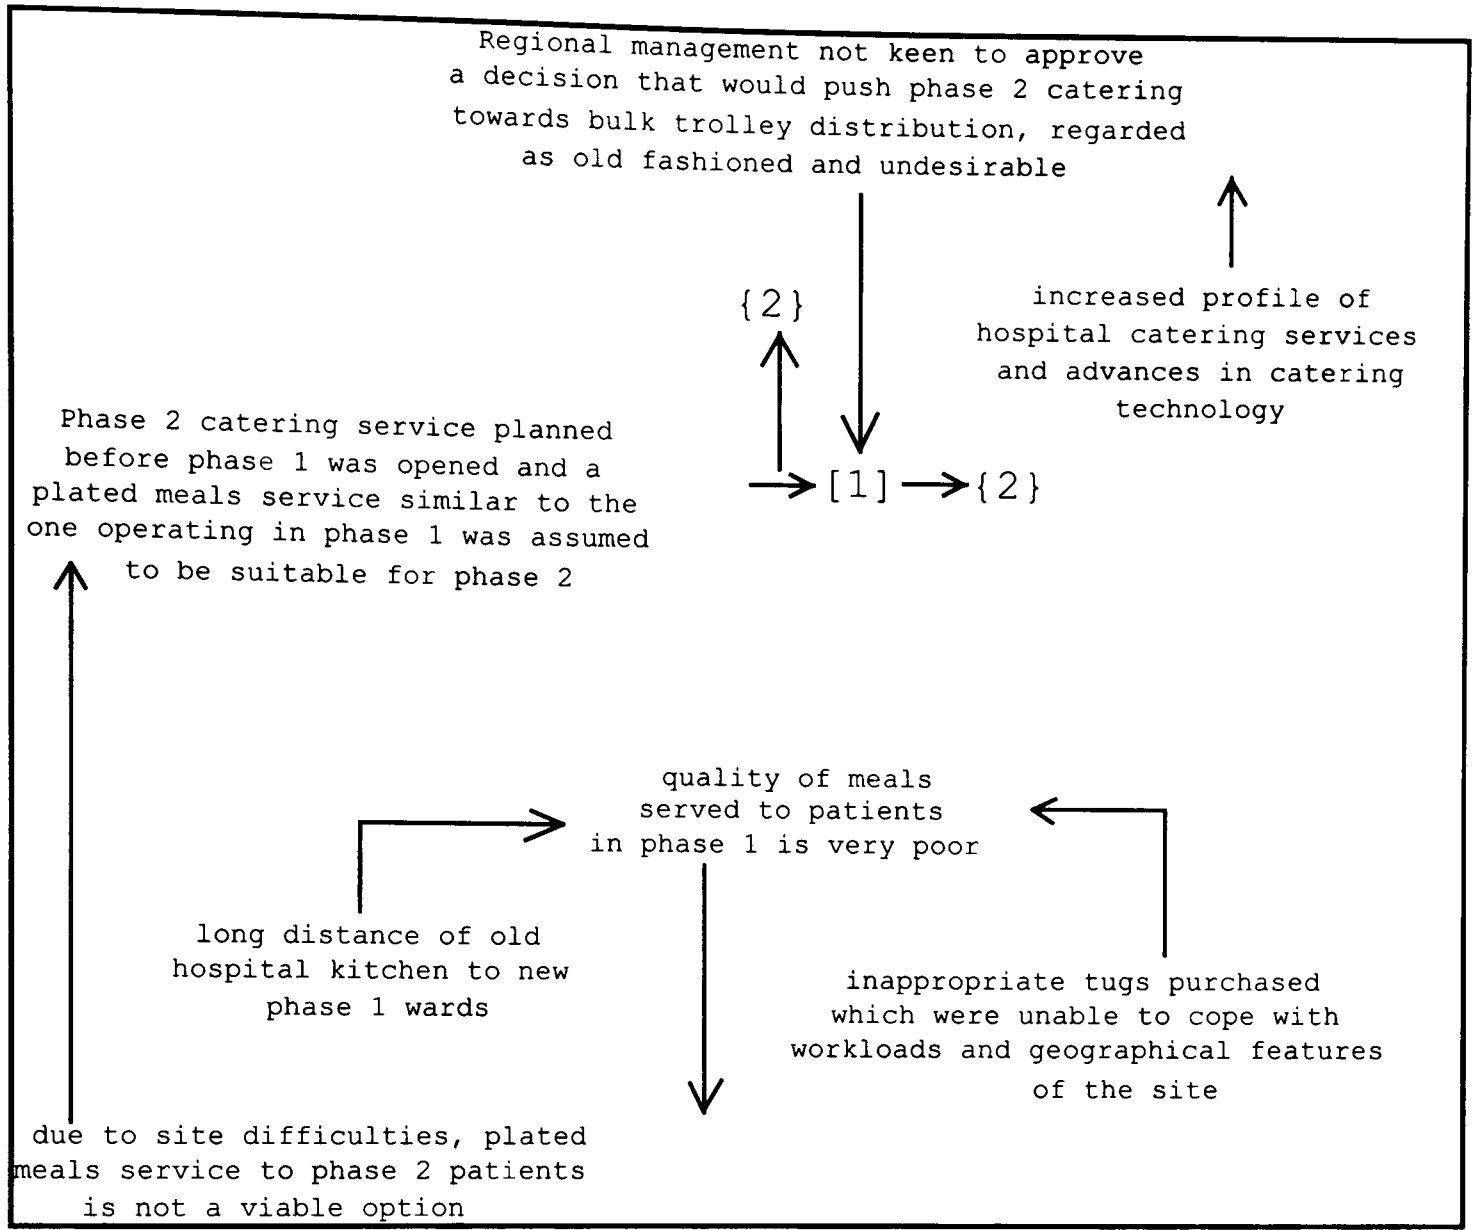 Regional management not keen to approve
a decision that would push phase 2 catering
towards bulk trolley distribution, regarded
as old fashioned and undesirable
{2}
increased profile of
hospital catering services
and advances in catering
technology
Phase 2 catering service planned
before phase 1 was opened and a
plated meals service similar to the
one operating in phase 1 was assumed
to be suitable for phase 2
[1]
{2}
quality of meals
served to patients
in phase 1 is very poor
long distance of old
hospital kitchen to new
phase 1 wards
inappropriate tugs purchased
which were unable to cope with
workloads and geographical features
of the site
due to site difficulties, plated
meals service to phase 2 patients
is not a viable option